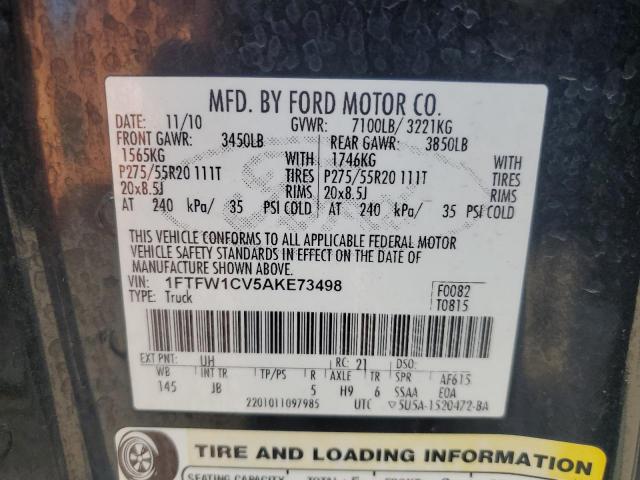 MFD. BY FORD MOTOR CO.
DATE: 11/10 GVWR: 7100LB/ 3221KG
FRONT GAWR: 3450LB REAR GAWR: 3850LB
1565KG WITH 1746KG WITH
P275/55R20 111T TIRES P275/55R20 111T TIRES
20x8.5J RIMS 20x8.5J RIMS
AT 240 kPa/ 35 PSI COLD AT 240 kPa/ 35 PSI COLD
THIS VEHICLE CONFORMS TO ALL APPLICABLE FEDERAL MOTOR
VEHICLE SAFETY STANDARDS IN EFFECT ON THE DATE OF
MANUFACTURE SHOWN ABOVE.
VIN: 1FTFW1CV5AKE73498 F0082
TYPE: Truck T0815
EXT PNT: UH RC: 21 DSO:
WB INT TR TP/PS R AXLE TR SPR AF615
145 JB 5 H9 6 SSAA E0A
2201011097985 UTC ▽5U5A-1520472-BA
TIRE AND LOADING INFORMATION
SEATING CAPACITY